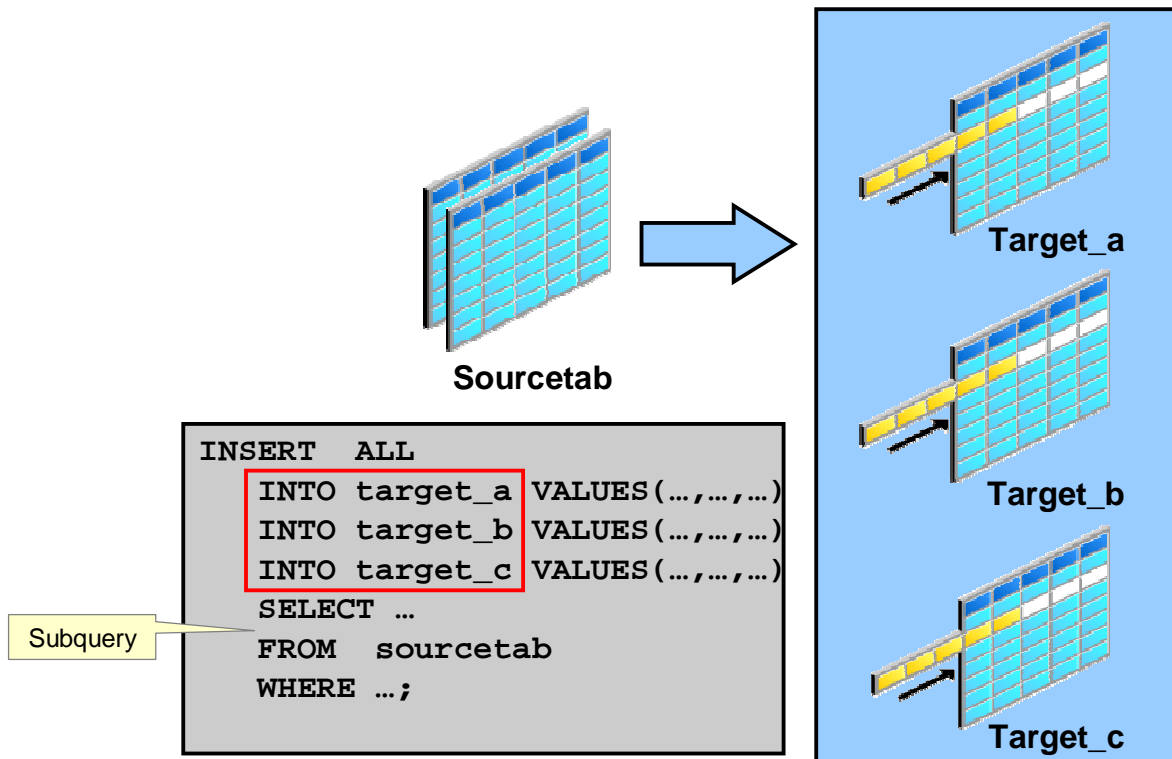 Sourcetab
INSERT ALL
INTO target_a VALUES(…,…,…)
INTO target_b VALUES(…,…,…)
INTO target_c VALUES(…,…,…)
SELECT …
FROM sourcetab
WHERE …;
Subquery
Target_a
Target_b
Target_c